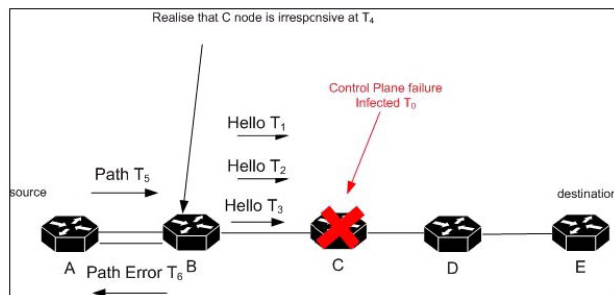 Realise that C node is irrespcnsive at T4
Control Plane failure
Infected T0
Hello T1
Hello T2
Path T5
Hello T3
source
destination
A
B
C
D
E
Path Error T6